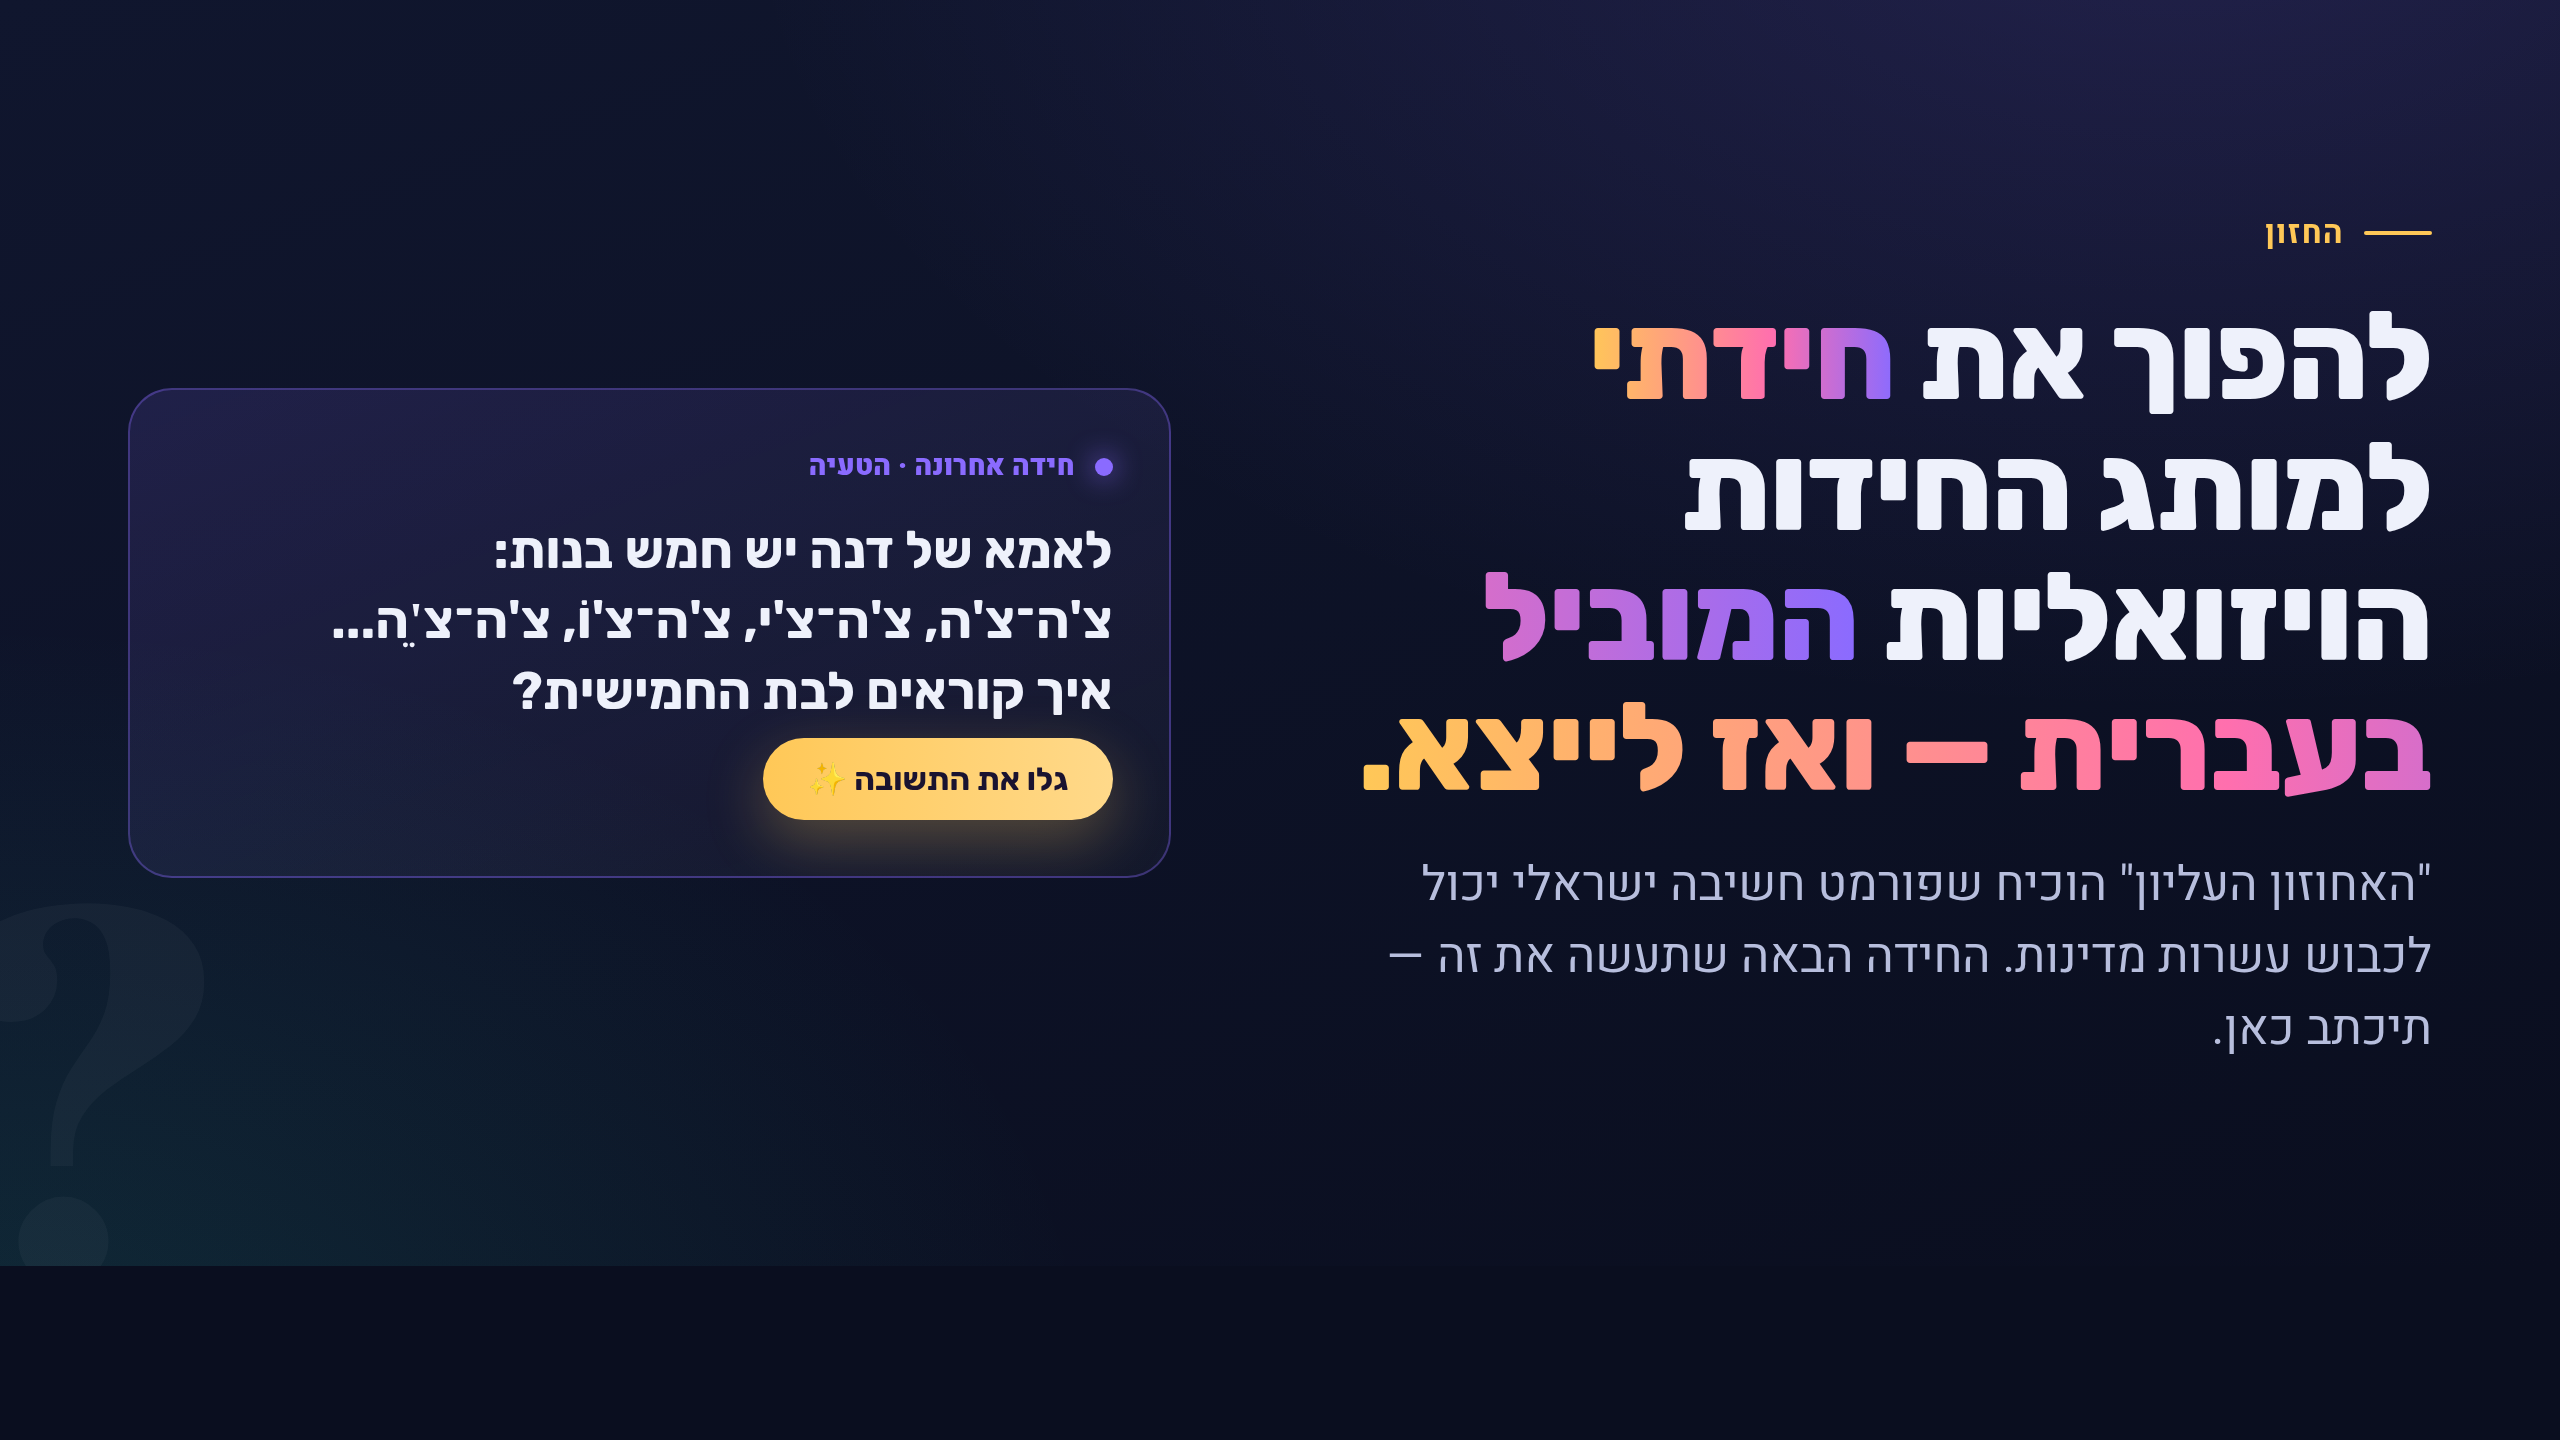 החזון
להפוך את חידתי
למותג החידות
הויזואליות המוביל
בעברית – ואז לייצא.
"האחוזון העליון" הוכיח שפורמט חשיבה ישראלי יכול
לכבוש עשרות מדינות. החידה הבאה שתעשה את זה –
תיכתב כאן.
חידה אחרונה · הטעיה
לאמא של דנה יש חמש בנות:
צ'ה־צ'ה, צ'ה־צ'י, צ'ה־צ'וֹ, צ'ה־צ'ֵה...
איך קוראים לבת החמישית?
גלו את התשובה ✨
?